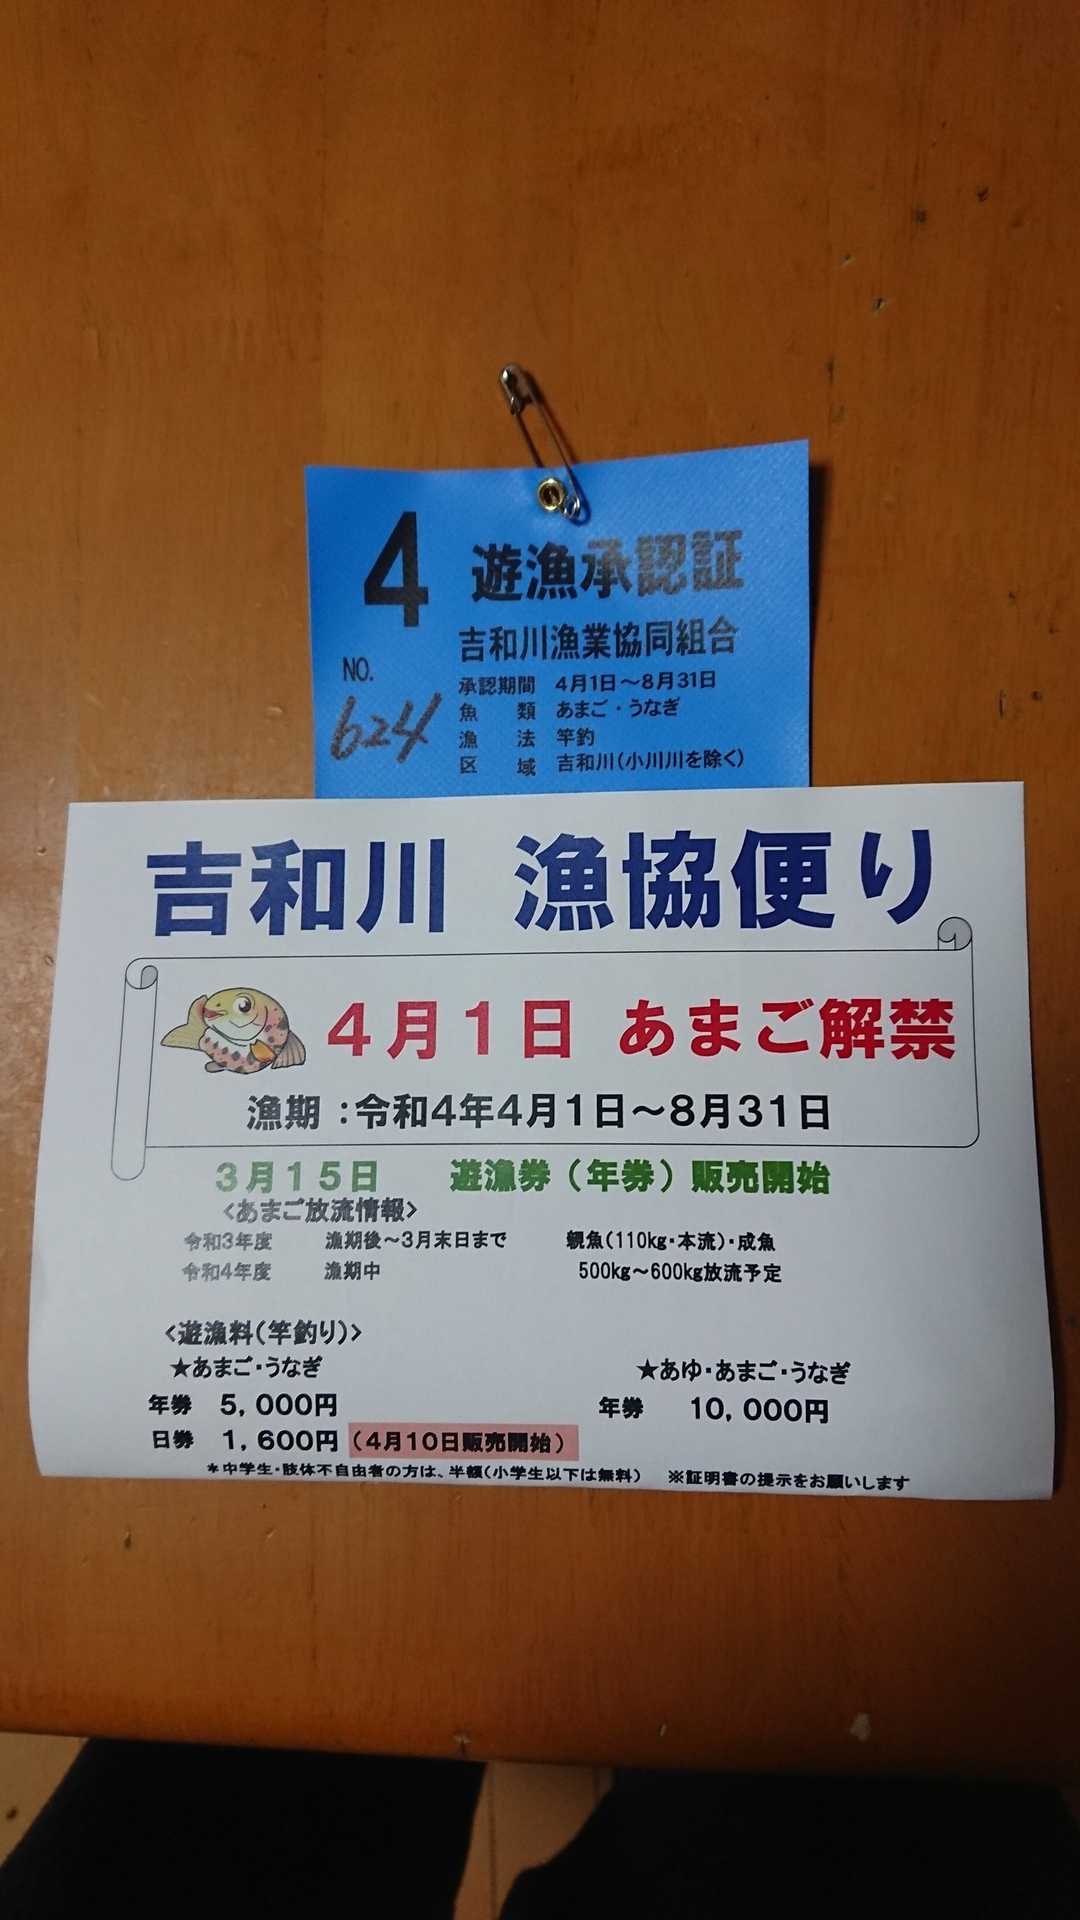 4 遊漁承認証
吉和川漁業協同組合
NO. 承認期間 4月1日～8月31日
624 魚類 あまご・うなぎ
漁法 竿釣
区域 吉和川(小川川を除く)
吉和川 漁協便り
4月1日 あまご解禁
漁期：令和4年4月1日～8月31日
3月15日 遊漁券（年券）販売開始
<あまご放流情報>
令和3年度 漁期後～3月末日まで 親魚(110kg・本流)・成魚
令和4年度 漁期中 500kg～600kg放流予定
<遊漁料(竿釣り)>
★あまご・うなぎ ★あゆ・あまご・うなぎ
年券 5,000円 年券 10,000円
日券 1,600円（4月10日販売開始）
＊中学生・肢体不自由者の方は、半額(小学生以下は無料) ※証明書の提示をお願いします